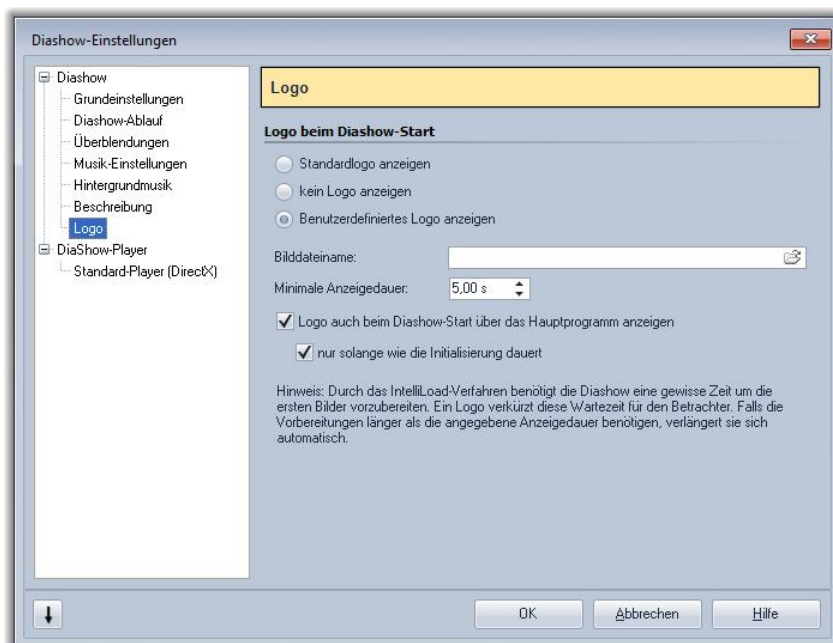 Diashow-Einstellungen
Diashow
Grundeinstellungen
Diashow-Ablauf
Überblendungen
Musik-Einstellungen
Hintergrundmusik
Beschreibung
Logo
DiaShow-Player
Standard-Player (DirectX)
Logo
Logo beim Diashow-Start
Standardlogo anzeigen
kein Logo anzeigen
Benutzerdefiniertes Logo anzeigen
Bilddateiname:
Minimale Anzeigedauer: 5,00 s
Logo auch beim Diashow-Start über das Hauptprogramm anzeigen
nur solange wie die Initialisierung dauert
Hinweis: Durch das IntelliLoad-Verfahren benötigt die Diashow eine gewisse Zeit um die
ersten Bilder vorzubereiten. Ein Logo verkürzt diese Wartezeit für den Betrachter. Falls die
Vorbereitungen länger als die angegebene Anzeigedauer benötigen, verlängert sie sich
automatisch.
OK Abbrechen Hilfe